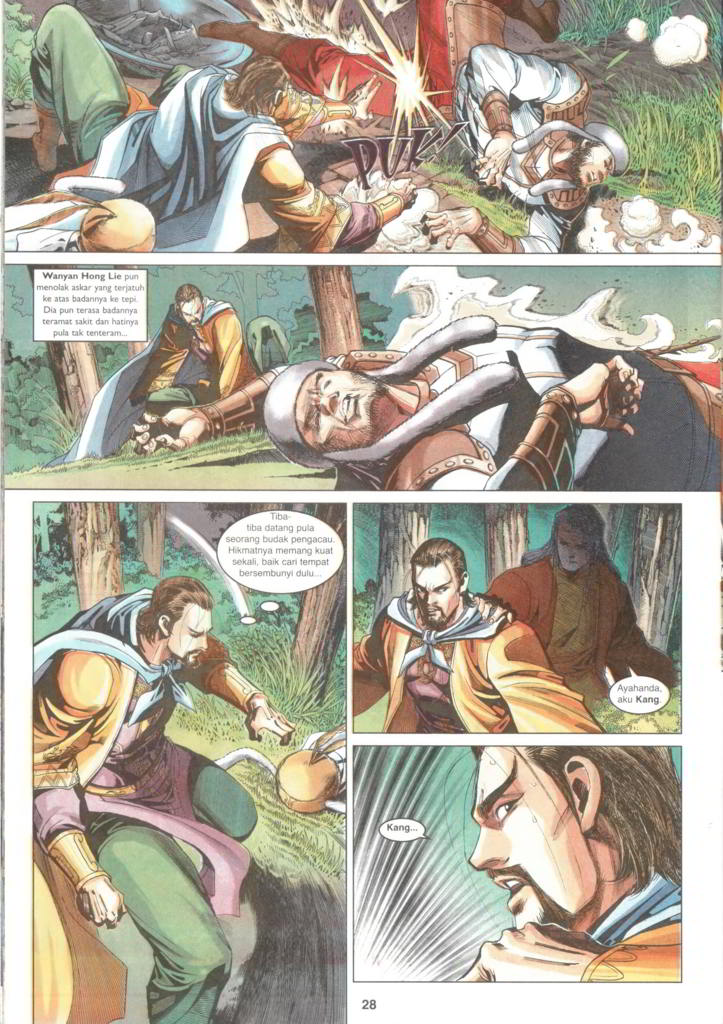 PUK!
Wanyan Hong Lie pun
menolak askar yang terjatuh
ke atas badannya ke tepi.
Dia pun terasa badannya
teramat sakit dan hatinya
pula tak tenteram...
Tiba-
tiba datang pula
seorang budak pengacau.
Hikmatnya memang kuat
sekali, baik cari tempat
bersembunyi dulu...
Ayahanda,
aku Kang.
Kang...
28